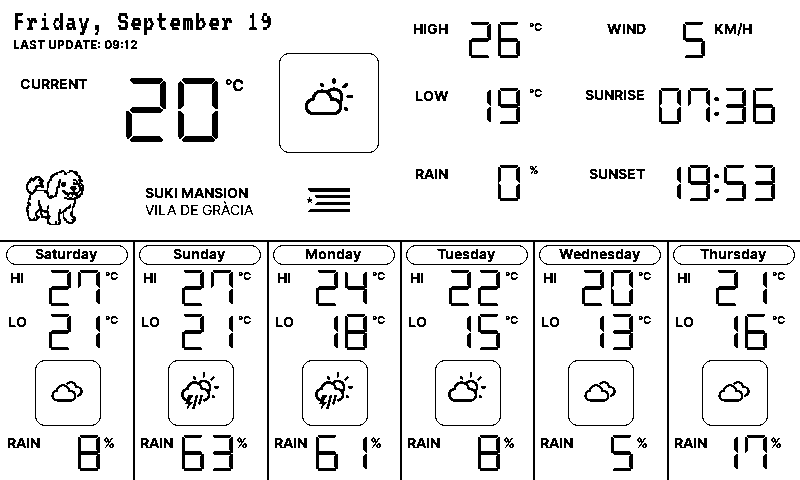 Friday, September 19
LAST UPDATE: 09:12
CURRENT 20 °C
HIGH 26 °C
LOW 19 °C
RAIN 0 %
WIND 5 KM/H
SUNRISE 07:36
SUNSET 19:53
SUKI MANSION
VILA DE GRÀCIA
Saturday
HI 27 °C
LO 21 °C
RAIN 8 %
Sunday
HI 27 °C
LO 21 °C
RAIN 63 %
Monday
HI 24 °C
LO 18 °C
RAIN 61 %
Tuesday
HI 22 °C
LO 15 °C
RAIN 8 %
Wednesday
HI 20 °C
LO 13 °C
RAIN 5 %
Thursday
HI 21 °C
LO 16 °C
RAIN 17 %